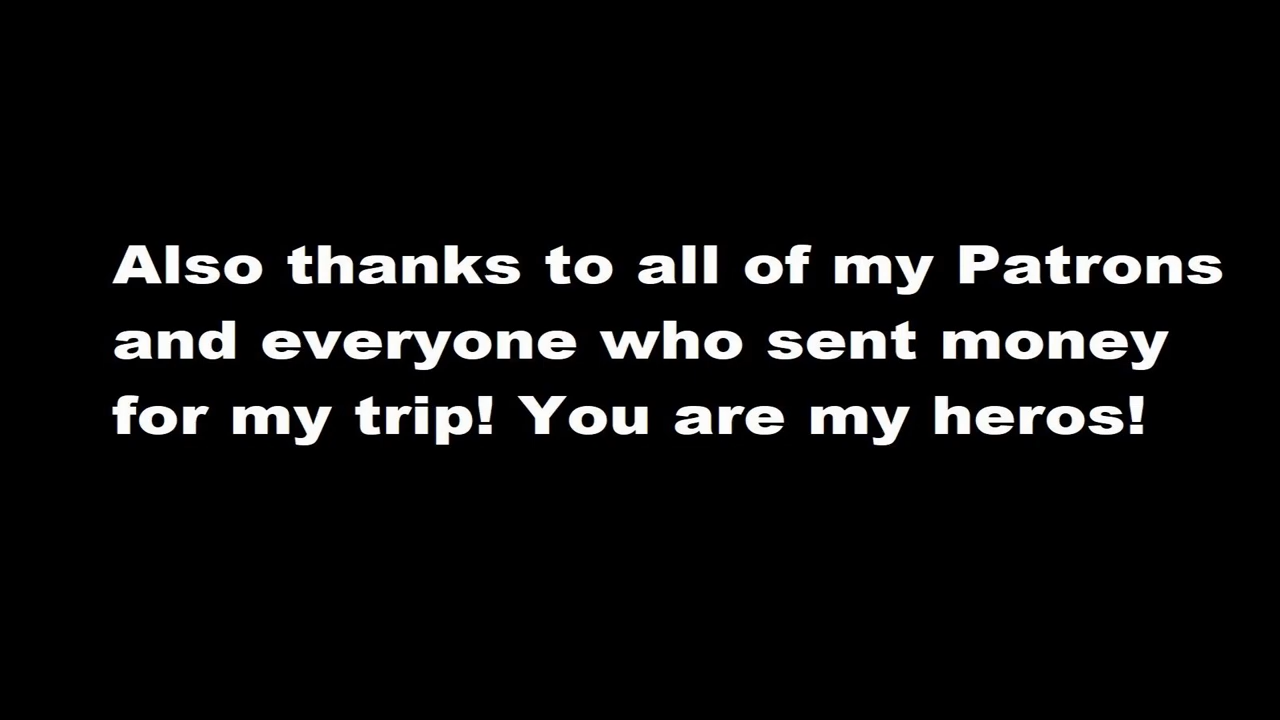 Also thanks to all of my Patrons
and everyone who sent money
for my trip! You are my heros!